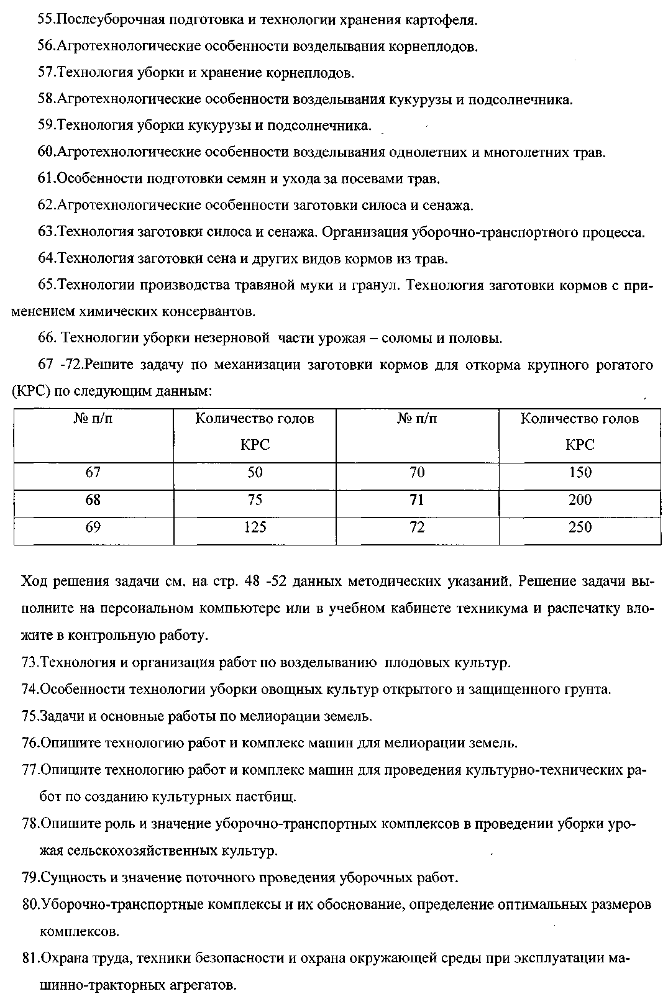 55.Послеуборочная подготовка и технологии хранения картофеля.
56.Агротехнологические особенности возделывания корнеплодов.
57.Технология уборки и хранение корнеплодов.
58.Агротехнологические особенности возделывания кукурузы и подсолнечника.
59.Технология уборки кукурузы и подсолнечника.
60.Агротехнологические особенности возделывания однолетних и многолетних трав.
61.Особенности подготовки семян и ухода за посевами трав.
62.Агротехнологические особенности заготовки силоса и сенажа.
63.Технология заготовки силоса и сенажа. Организация уборочно-транспортного процесса.
64.Технология заготовки сена и других видов кормов из трав.
65.Технологии производства травяной муки и гранул. Технология заготовки кормов с при-
менением химических консервантов.
66. Технологии уборки незерновой части урожая – соломы и половы.
67 -72.Решите задачу по механизации заготовки кормов для откорма крупного рогатого
(КРС) по следующим данным:
№ п/п Количество голов № п/п Количество голов
КРС КРС
67 50 70 150
68 75 71 200
69 125 72 250
Ход решения задачи см. на стр. 48 -52 данных методических указаний. Решение задачи вы-
полните на персональном компьютере или в учебном кабинете техникума и распечатку вло-
жите в контрольную работу.
73.Технология и организация работ по возделыванию плодовых культур.
74.Особенности технологии уборки овощных культур открытого и защищенного грунта.
75.Задачи и основные работы по мелиорации земель.
76.Опишите технологию работ и комплекс машин для мелиорации земель.
77.Опишите технологию работ и комплекс машин для проведения культурно-технических ра-
бот по созданию культурных пастбищ.
78.Опишите роль и значение уборочно-транспортных комплексов в проведении уборки уро-
жая сельскохозяйственных культур.
79.Сущность и значение поточного проведения уборочных работ.
80.Уборочно-транспортные комплексы и их обоснование, определение оптимальных размеров
комплексов.
81.Охрана труда, техники безопасности и охрана окружающей среды при эксплуатации ма-
шинно-тракторных агрегатов.